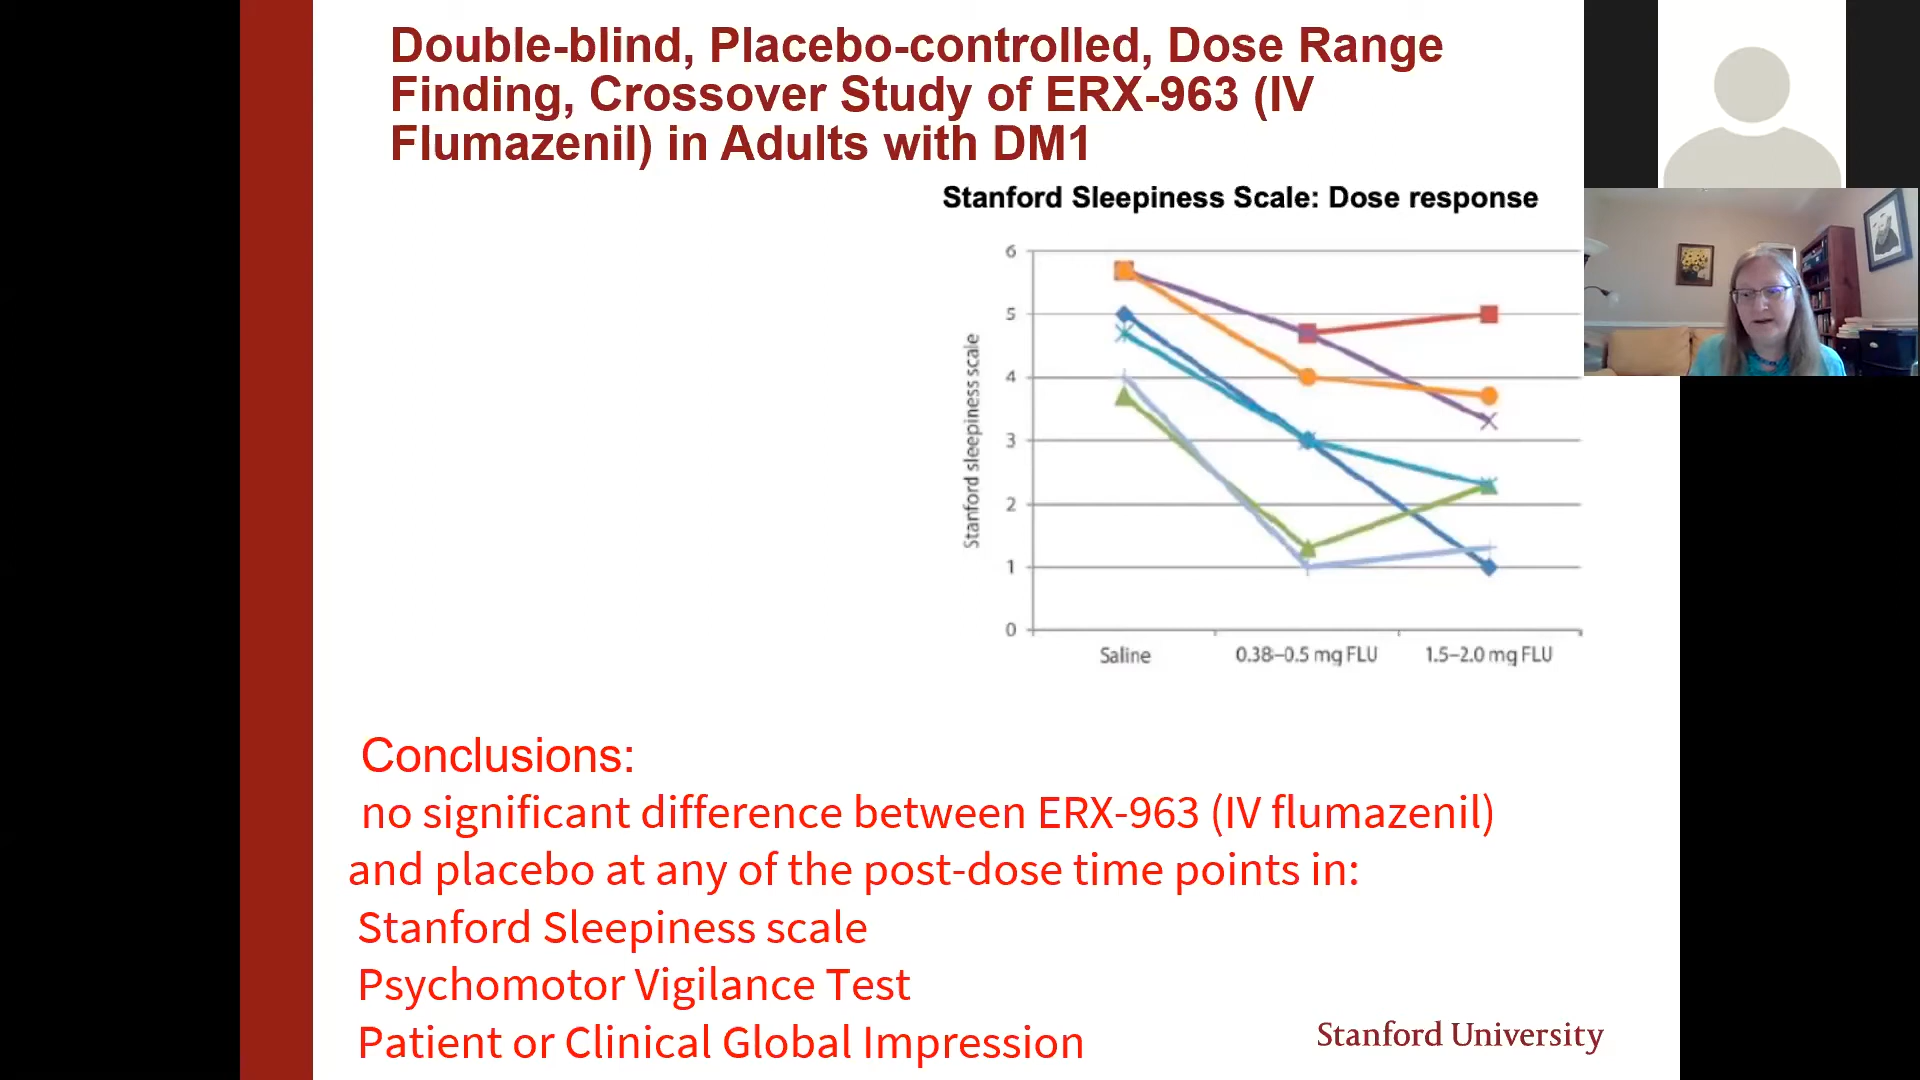 Double-blind, Placebo-controlled, Dose Range
Finding, Crossover Study of ERX-963 (IV
Flumazenil) in Adults with DM1
Stanford Sleepiness Scale: Dose response
Stanford sleepiness scale
6
5
4
3
2
1
0
Saline
0.38–0.5 mg FLU
1.5–2.0 mg FLU
Conclusions:
no significant difference between ERX-963 (IV flumazenil)
and placebo at any of the post-dose time points in:
Stanford Sleepiness scale
Psychomotor Vigilance Test
Patient or Clinical Global Impression
Stanford University